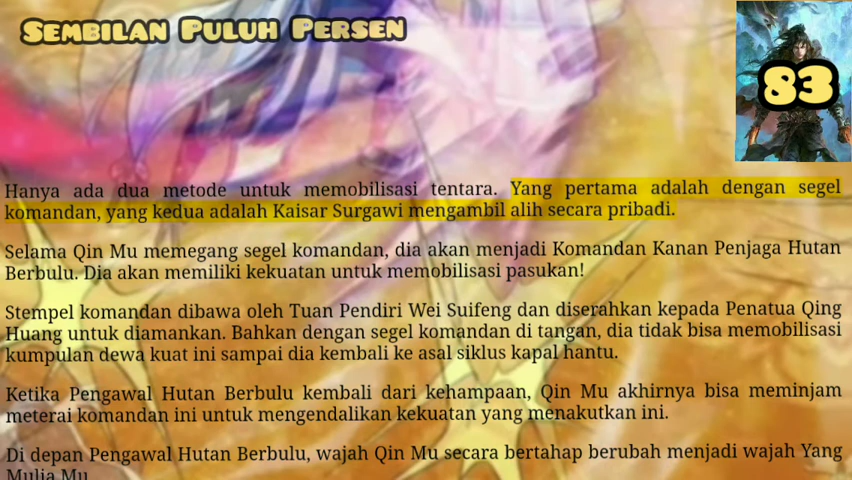 Sembilan Puluh Persen
83
Hanya ada dua metode untuk memobilisasi tentara. Yang pertama adalah dengan segel
komandan, yang kedua adalah Kaisar Surgawi mengambil alih secara pribadi.
Selama Qin Mu memegang segel komandan, dia akan menjadi Komandan Kanan Penjaga Hutan
Berbulu. Dia akan memiliki kekuatan untuk memobilisasi pasukan!
Stempel komandan dibawa oleh Tuan Pendiri Wei Suifeng dan diserahkan kepada Penatua Qing
Huang untuk diamankan. Bahkan dengan segel komandan di tangan, dia tidak bisa memobilisasi
kumpulan dewa kuat ini sampai dia kembali ke asal siklus kapal hantu.
Ketika Pengawal Hutan Berbulu kembali dari kehampaan, Qin Mu akhirnya bisa meminjam
meterai komandan ini untuk mengendalikan kekuatan yang menakutkan ini.
Di depan Pengawal Hutan Berbulu, wajah Qin Mu secara bertahap berubah menjadi wajah Yang
Mulia Mu